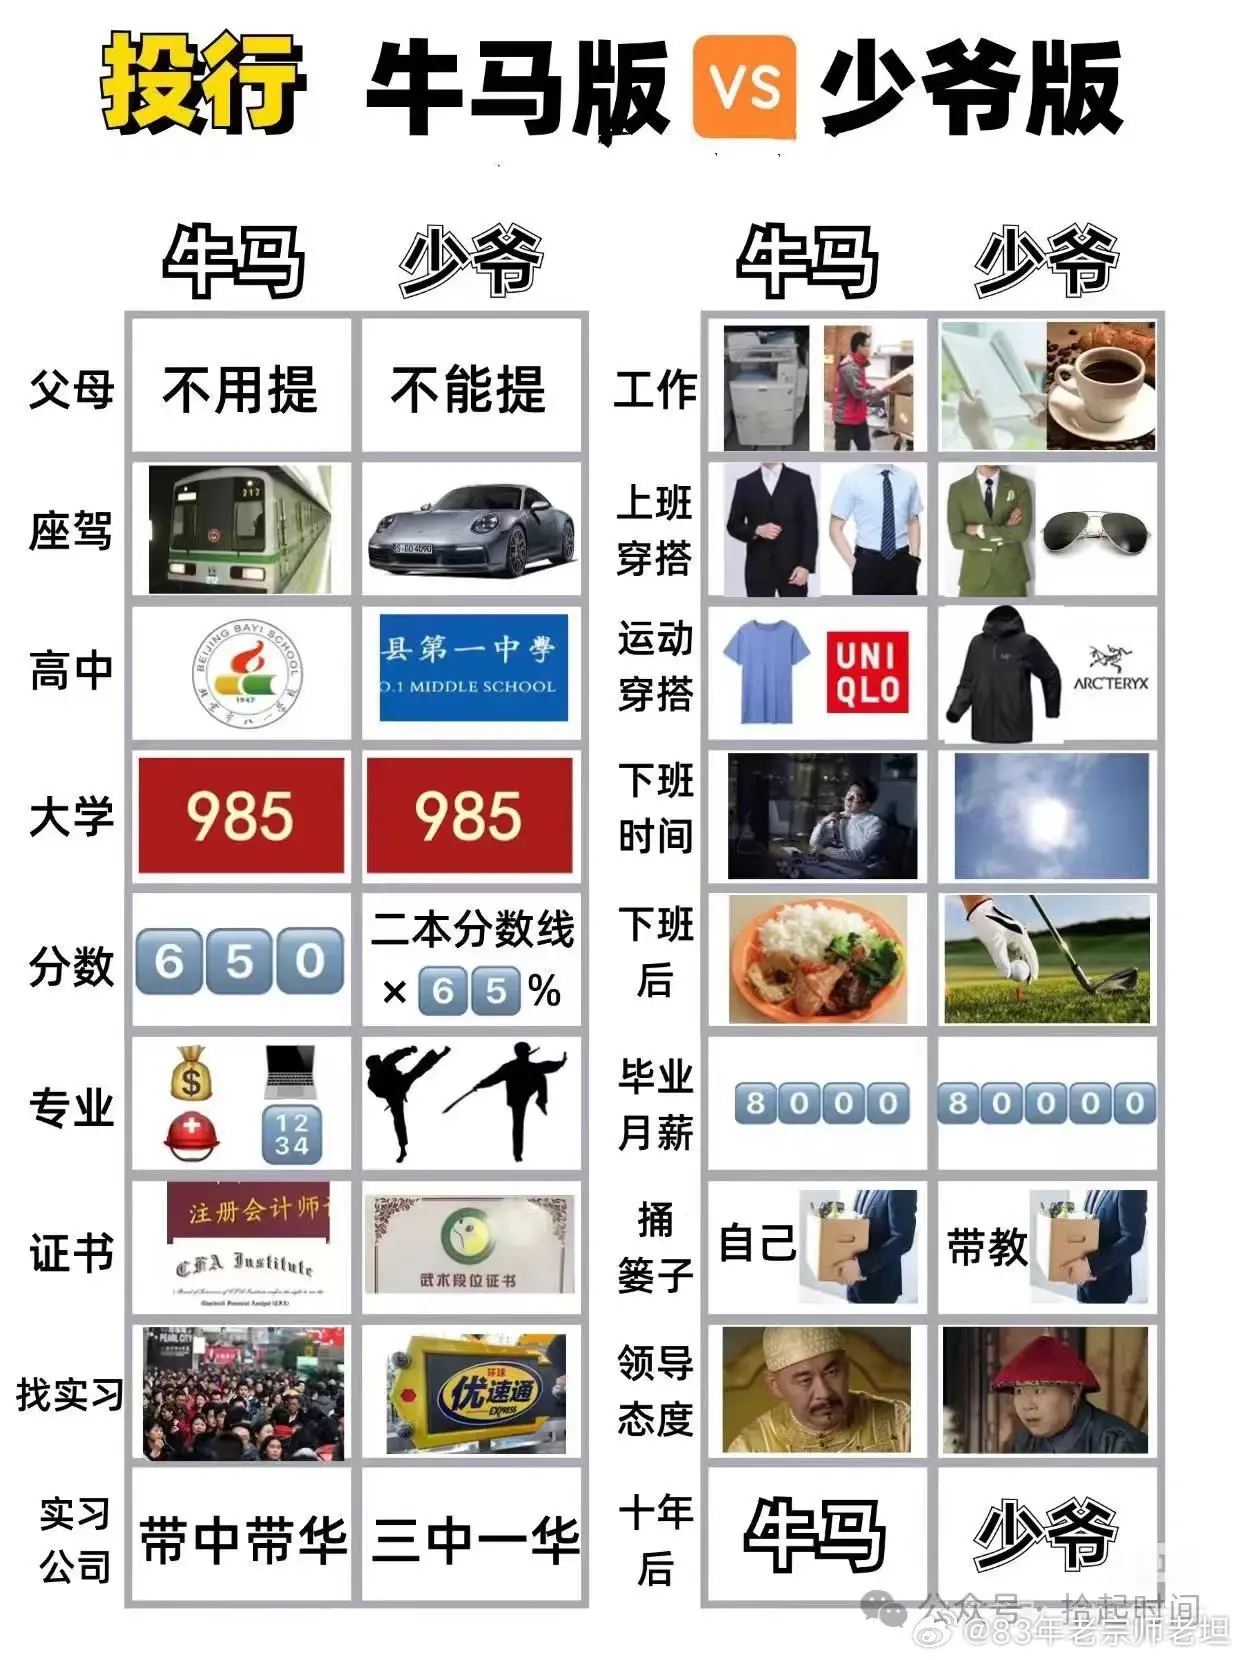 投行 牛马版 VS 少爷版
牛马 少爷
父母 不用提 不能提
座驾
217
212
S·GO 4090
高中
BEIJING BAYI SCHOOL
1947
北京市八一学校
县第一中學
O.1 MIDDLE SCHOOL
大学 985 985
分数 650 二本分数线
×65%
专业
$
12
34
证书
注册会计师
CFA Institute
武术段位证书
找实习
PEARL CITY
环球
优速通
EXPRESS
实习
公司
带中带华 三中一华
牛马 少爷
工作
上班
穿搭
运动
穿搭
UNI
QLO
ARC'TERYX
下班
时间
下班
后
毕业
月薪
8000 80000
捅
篓子
自己 带教
领导
态度
十年
后
牛马 少爷
公众号 · 拾起时间
@83年老宗师老坦